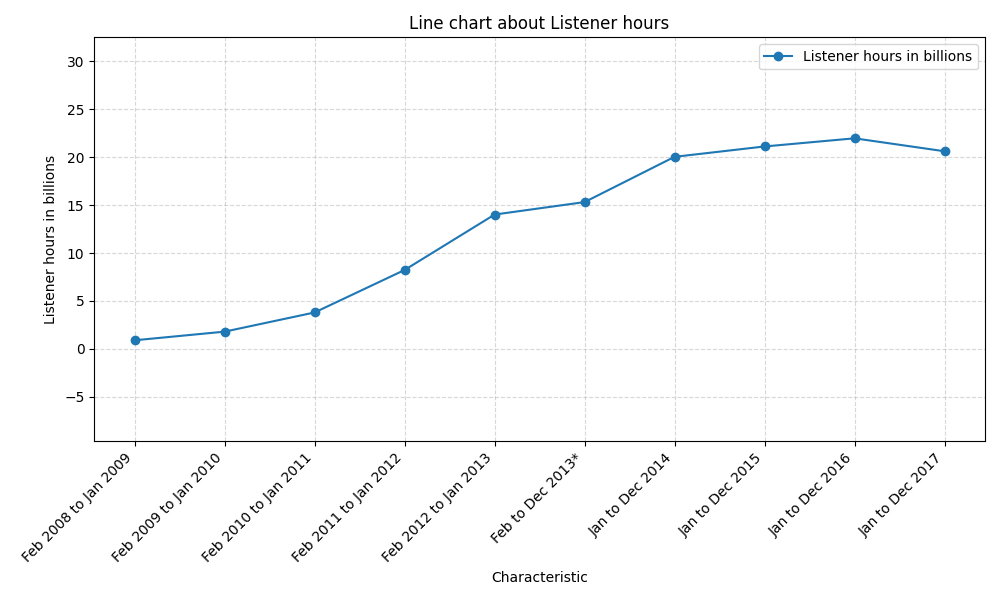 Line chart about Listener hours
Listener hours in billions
Listener hours in billions
30
25
20
15
10
5
0
−5
Feb 2008 to Jan 2009
Feb 2009 to Jan 2010
Feb 2010 to Jan 2011
Feb 2011 to Jan 2012
Feb 2012 to Jan 2013
Feb to Dec 2013*
Jan to Dec 2014
Jan to Dec 2015
Jan to Dec 2016
Jan to Dec 2017
Characteristic